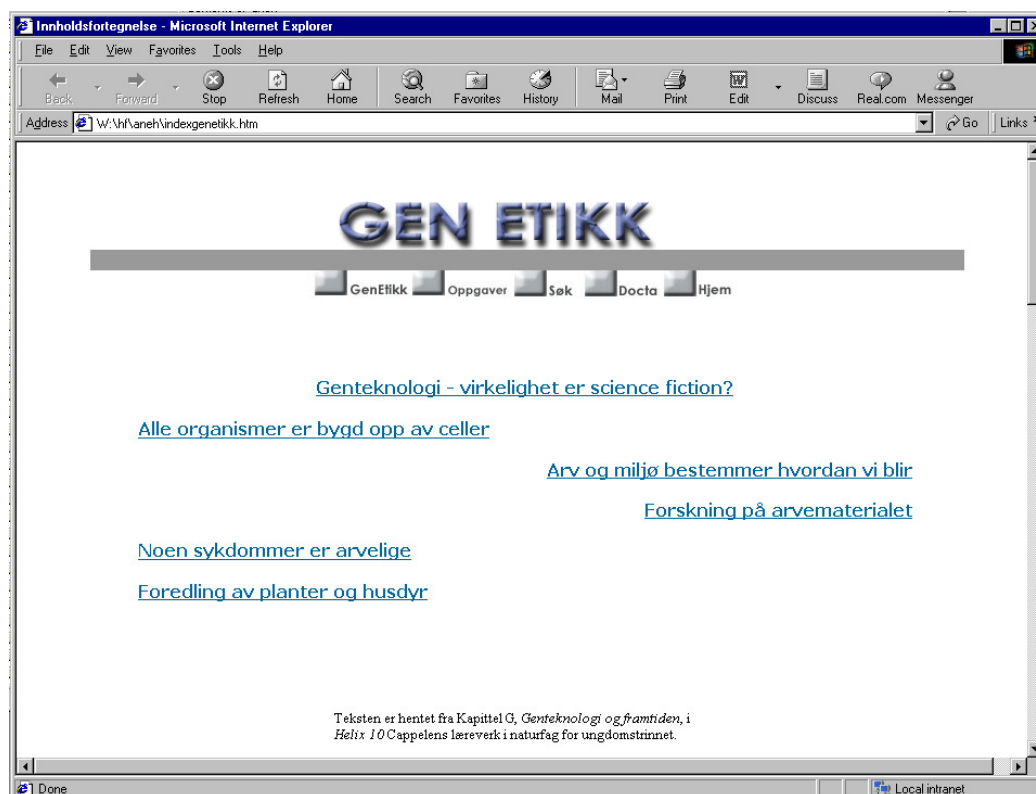 Innholdsfortegnelse - Microsoft Internet Explorer
File Edit View Favorites Tools Help
Back Forward Stop Refresh Home Search Favorites History Mail Print Edit Discuss Real.com Messenger
Address W:\hf\aneh\indexgenetikk.htm Go Links
GEN ETIKK
GenEtikk Oppgaver Søk Docta Hjem
Genteknologi - virkelighet er science fiction?
Alle organismer er bygd opp av celler
Arv og miljø bestemmer hvordan vi blir
Forskning på arvematerialet
Noen sykdommer er arvelige
Foredling av planter og husdyr
Teksten er hentet fra Kapittel G, Genteknologi og framtiden, i
Helix 10 Cappelens læreverk i naturfag for ungdomstrinnet.
Done Local intranet